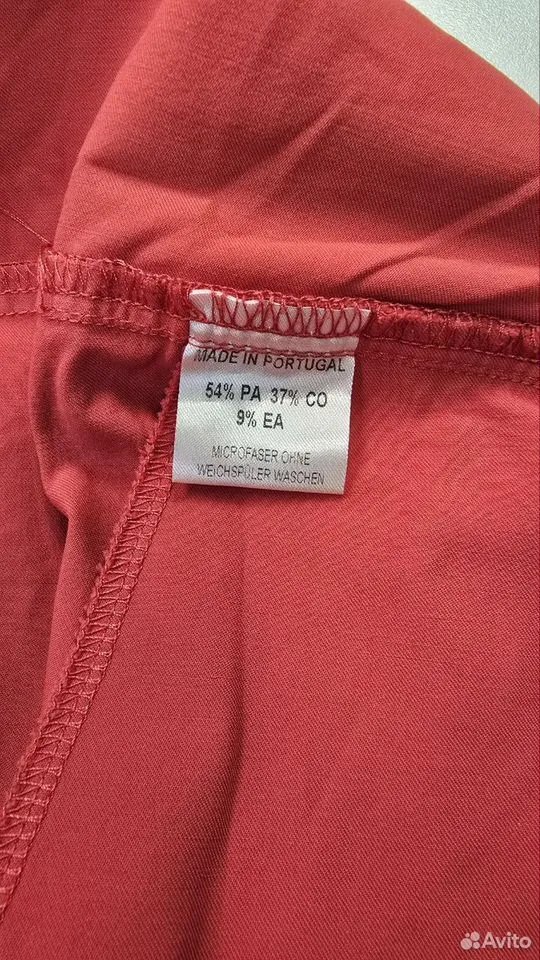 MADE IN PORTUGAL
54% PA 37% CO
9% EA
MICROFASER OHNE
WEICHSPÜLER WASCHEN
Avito